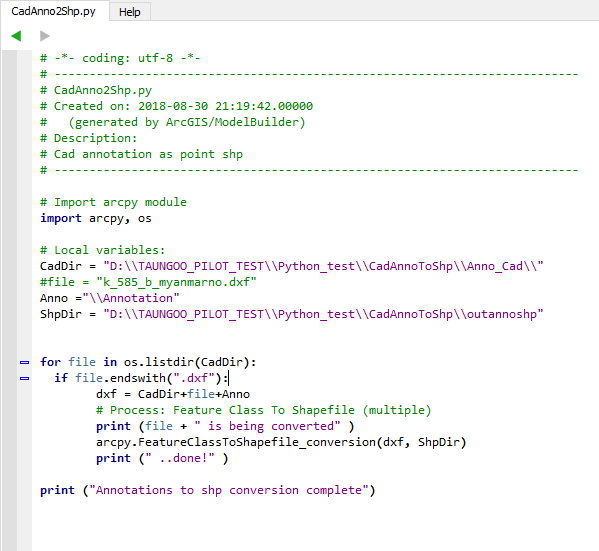 CadAnno2Shp.py Help
# -*- coding: utf-8 -*-
# ---------------------------------------------------------------------------
# CadAnno2Shp.py
# Created on: 2018-08-30 21:19:42.00000
#   (generated by ArcGIS/ModelBuilder)
# Description:
# Cad annotation as point shp
# ---------------------------------------------------------------------------
# Import arcpy module
import arcpy, os
# Local variables:
CadDir = "D:\\TAUNGOO_PILOT_TEST\\Python_test\\CadAnnoToShp\\Anno_Cad\\"
#file = "k_585_b_myanmarno.dxf"
Anno ="\\Annotation"
ShpDir = "D:\\TAUNGOO_PILOT_TEST\\Python_test\\CadAnnoToShp\\outannoshp"
for file in os.listdir(CadDir):
  if file.endswith(".dxf"):
        dxf = CadDir+file+Anno
        # Process: Feature Class To Shapefile (multiple)
        print (file + " is being converted" )
        arcpy.FeatureClassToShapefile_conversion(dxf, ShpDir)
        print (" ..done!" )
print ("Annotations to shp conversion complete")